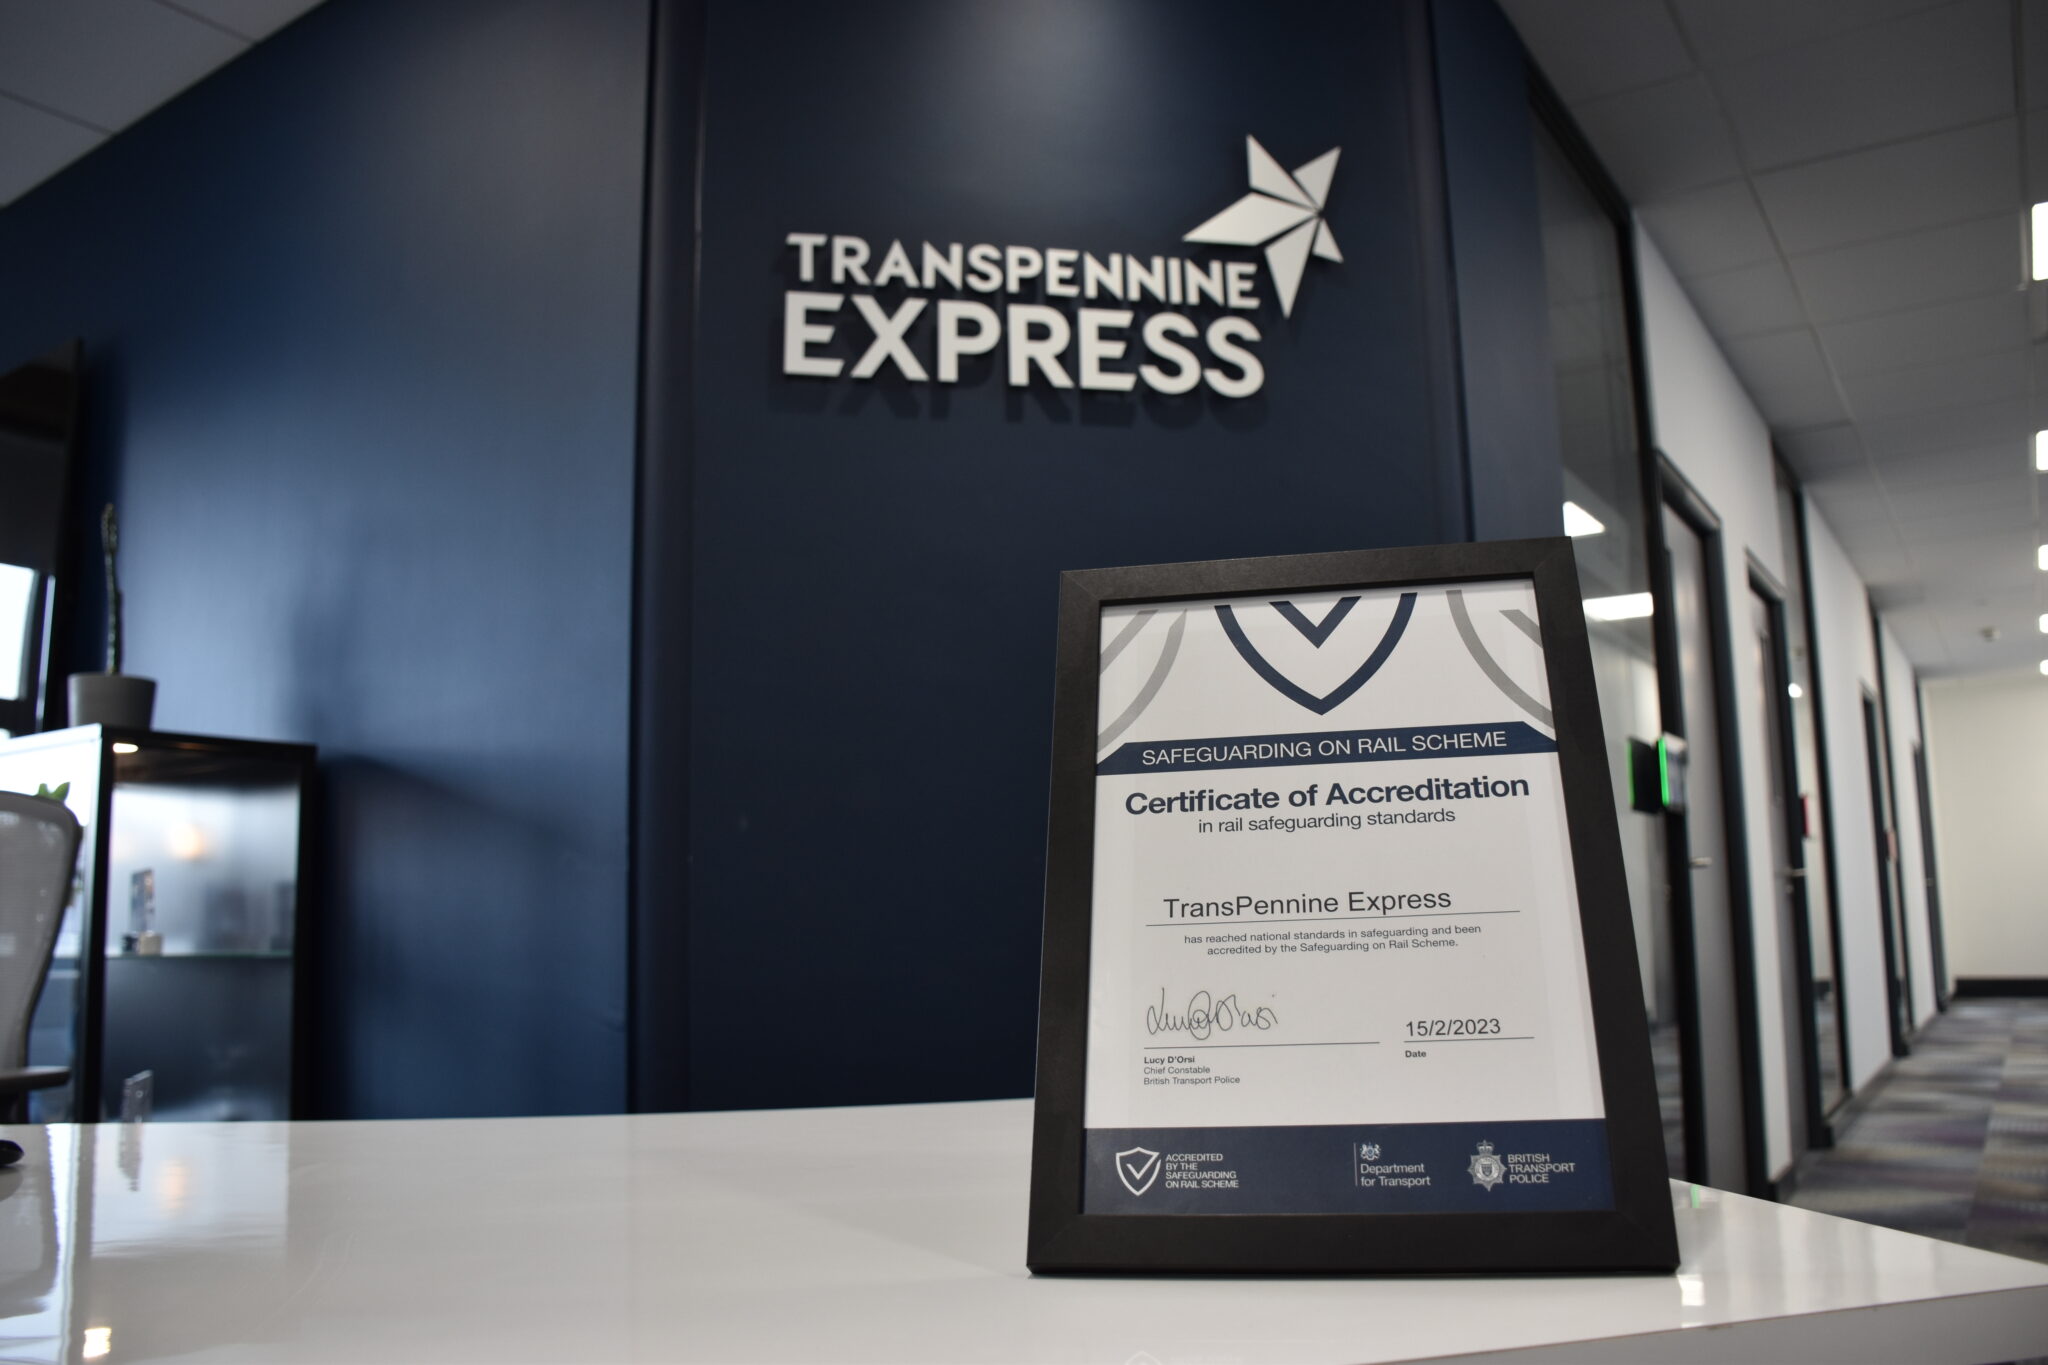 TRANSPENNINE
EXPRESS
SAFEGUARDING ON RAIL SCHEME
Certificate of Accreditation
in rail safeguarding standards
TransPennine Express
has reached national standards in safeguarding and been
accredited by the Safeguarding on Rail Scheme.
15/2/2023
Lucy D'Orsi
Date
Chief Constable
British Transport Police
ACCREDITED
BY THE
SAFEGUARDING
ON RAIL SCHEME
Department
for Transport
BRITISH
TRANSPORT
POLICE